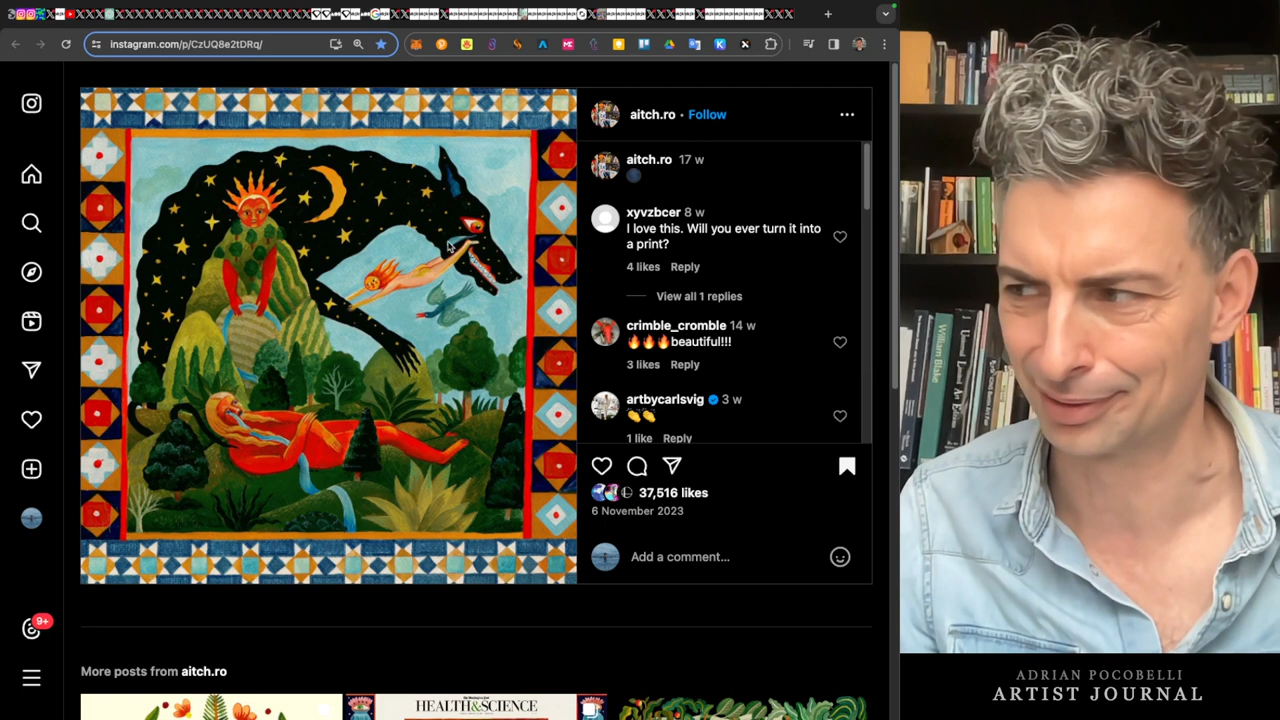 instagram.com/p/CzUQ8e2tDRq/
aitch.ro • Follow
aitch.ro 17 w
xyvzbcer 8 w
I love this. Will you ever turn it into
a print?
4 likes Reply
View all 1 replies
crimble_cromble 14 w
🔥🔥🔥beautiful!!!
3 likes Reply
artbycarlsvig 3 w
👏👏
1 like Reply
37,516 likes
6 November 2023
Add a comment…
9+
More posts from aitch.ro
HEALTH&SCIENCE
William Blake
ADRIAN POCOBELLI
ARTIST JOURNAL